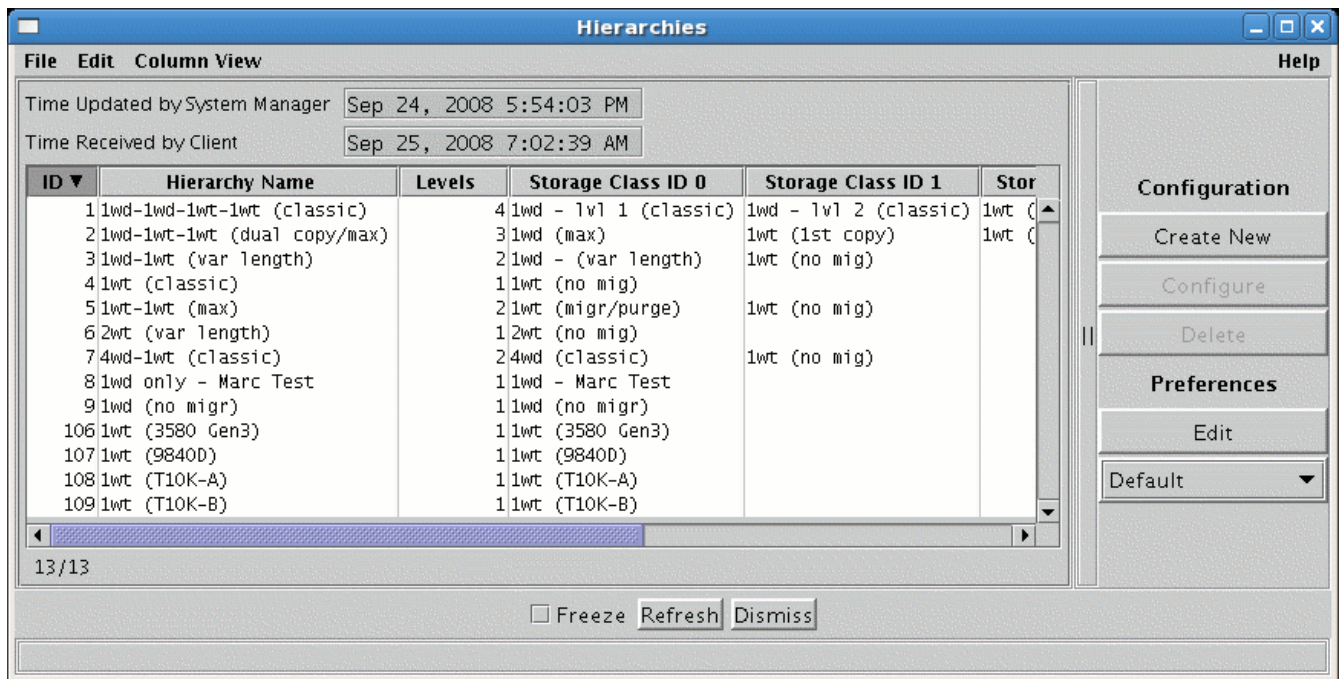 Hierarchies
File Edit Column View Help
Time Updated by System Manager Sep 24, 2008 5:54:03 PM
Time Received by Client Sep 25, 2008 7:02:39 AM
ID ▼ Hierarchy Name Levels Storage Class ID 0 Storage Class ID 1 Stor
1 1wd-1wd-1wt-1wt (classic) 4 1wd - lvl 1 (classic) 1wd - lvl 2 (classic) 1wt (
2 1wd-1wt-1wt (dual copy/max) 3 1wd (max) 1wt (1st copy) 1wt (
3 1wd-1wt (var length) 2 1wd - (var length) 1wt (no mig)
4 1wt (classic) 1 1wt (no mig)
5 1wt-1wt (max) 2 1wt (migr/purge) 1wt (no mig)
6 2wt (var length) 1 2wt (no mig)
7 4wd-1wt (classic) 2 4wd (classic) 1wt (no mig)
8 1wd only - Marc Test 1 1wd - Marc Test
9 1wd (no migr) 1 1wd (no migr)
106 1wt (3580 Gen3) 1 1wt (3580 Gen3)
107 1wt (9840D) 1 1wt (9840D)
108 1wt (T10K-A) 1 1wt (T10K-A)
109 1wt (T10K-B) 1 1wt (T10K-B)
13/13
Configuration
Create New
Configure
Delete
Preferences
Edit
Default
Freeze Refresh Dismiss